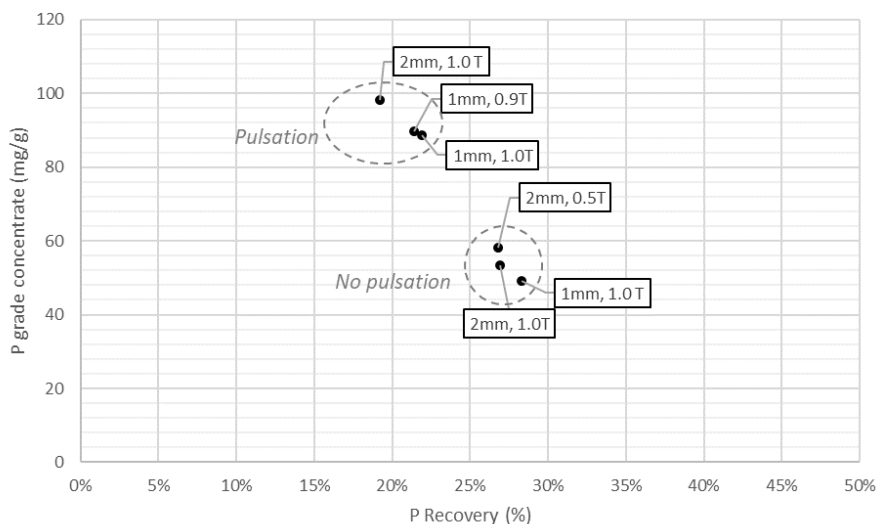 120
100
80
60
40
20
0
P grade concentrate (mg/g)
2mm, 1.0 T
1mm, 0.9T
Pulsation
1mm, 1.0T
2mm, 0.5T
No pulsation
1mm, 1.0 T
2mm, 1.0T
0% 5% 10% 15% 20% 25% 30% 35% 40% 45% 50%
P Recovery (%)